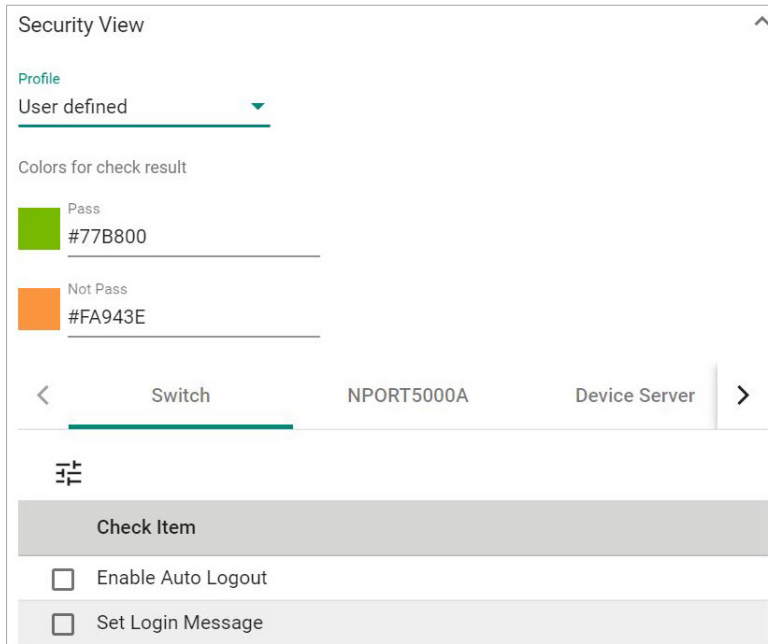 Security View
Profile
User defined
Colors for check result
Pass
#77B800
Not Pass
#FA943E
Switch NPORT5000A Device Server
Check Item
Enable Auto Logout
Set Login Message